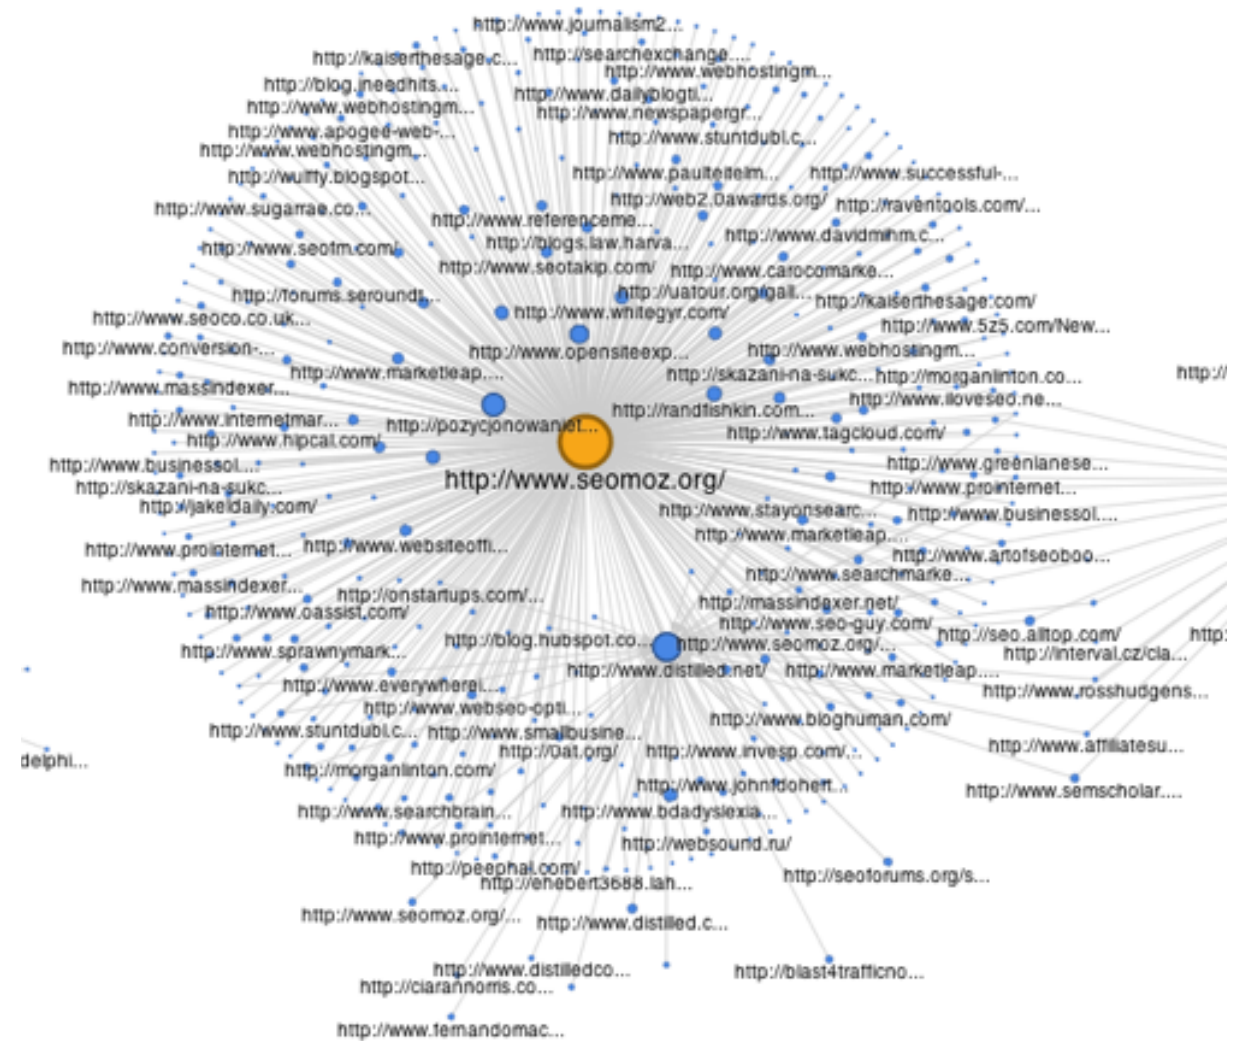 http://www.journalism2...
http://kaiserthesage.c...
http://searchexchange....
http://www.webhostingm...
http://blog.ineedhits....
http://www.dailyblogti...
http://www.webhostingm...
http://www.newspapergr...
http://www.apogee-web-...
http://www.stuntdubl.c...
http://www.webhostingm...
http://www.paulteitelm...
http://www.successful-...
http://wulffy.blogspot...
http://web2.0awards.org/
http://raventools.com/...
http://www.sugarrae.co...
http://www.referenceme...
http://www.davidmihm.c...
http://www.seofm.com/
http://blogs.law.harva...
http://www.seotakip.com/
http://www.carocomarke...
http://forums.seroundt...
http://uatour.org/gall...
http://kaiserthesage.com/
http://www.seoco.co.uk...
http://www.whitegyr.com/
http://www.5z5.com/New...
http://www.conversion-...
http://www.opensiteexp...
http://www.webhostingm...
http://www.marketleap....
http://skazani-na-sukc...
http://morganlinton.co...
http://
http://www.massindexer...
http://www.iloveseo.ne...
http://randfishkin.com...
http://www.internetmar...
http://pozycjonowaniet...
http://www.tagcloud.com/
http://www.hipcal.com/
http://www.businessol....
http://www.greenlanese...
http://www.seomoz.org/
http://skazani-na-sukc...
http://www.prointernet...
http://jakeldaily.com/
http://www.stayonsearc...
http://www.businessol....
http://www.marketleap....
http://www.prointernet...
http://www.websiteoffi...
http://www.artofseoboo...
http://www.searchmarke...
http://www.massindexer...
http://onstartups.com/...
http://massindexer.net/
http://www.oassist.com/
http://www.seo-guy.com/
http://seo.alltop.com/
http:
http://blog.hubspot.co...
http://www.seomoz.org/...
http://www.sprawnymark...
http://interval.cz/cla...
http://www.distilled.net/
http://www.marketleap....
http://www.everywherei...
http://www.rosshudgens...
http://www.webseo-opti...
http://www.bloghuman.com/
http://www.stuntdubl.c...
http://www.smallbusine...
http://www.affiliatesu...
http://0at.org/
http://www.invesp.com/...
delphi...
http://morganlinton.com/
http://www.johnfdohert...
http://www.semscholar....
http://www.searchbrain...
http://www.bdadyslexia...
http://www.prointernet...
http://websound.ru/
http://peephal.com/
http://seoforums.org/s...
http://ehebert3688.lah...
http://www.seomoz.org/...
http://www.distilled.c...
http://www.distilledco...
http://blast4trafficno...
http://ciarannorris.co...
http://www.fernandomac...